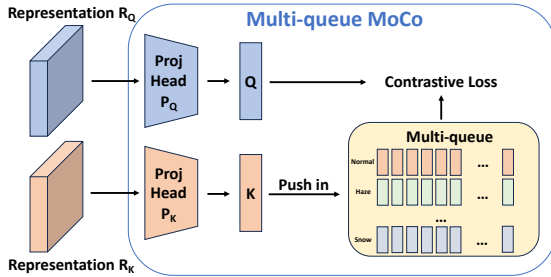 Representation R_Q
Multi-queue MoCo
Proj
Head
P_Q
Q
Contrastive Loss
Multi-queue
Normal
...
Haze
...
...
Snow
...
Proj
Head
P_K
K
Push in
Representation R_K